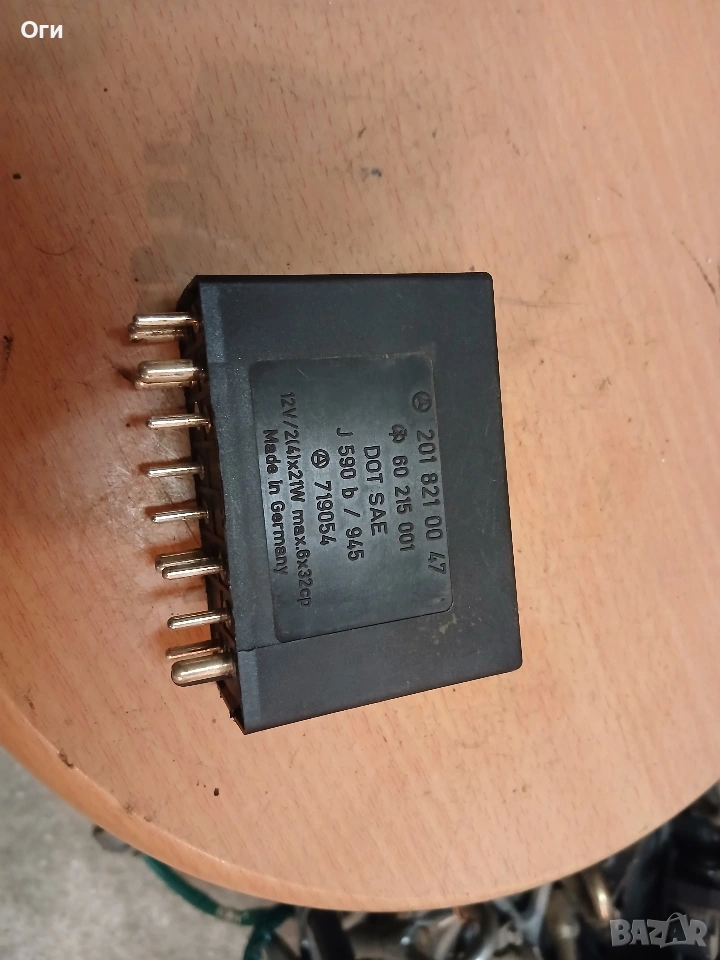 Оги
201 821 00 47
60 215 001
DOT SAE
J 590 b / 945
719054
12V/2(4)x21W max.6x32cp
Made in Germany
BAZAR